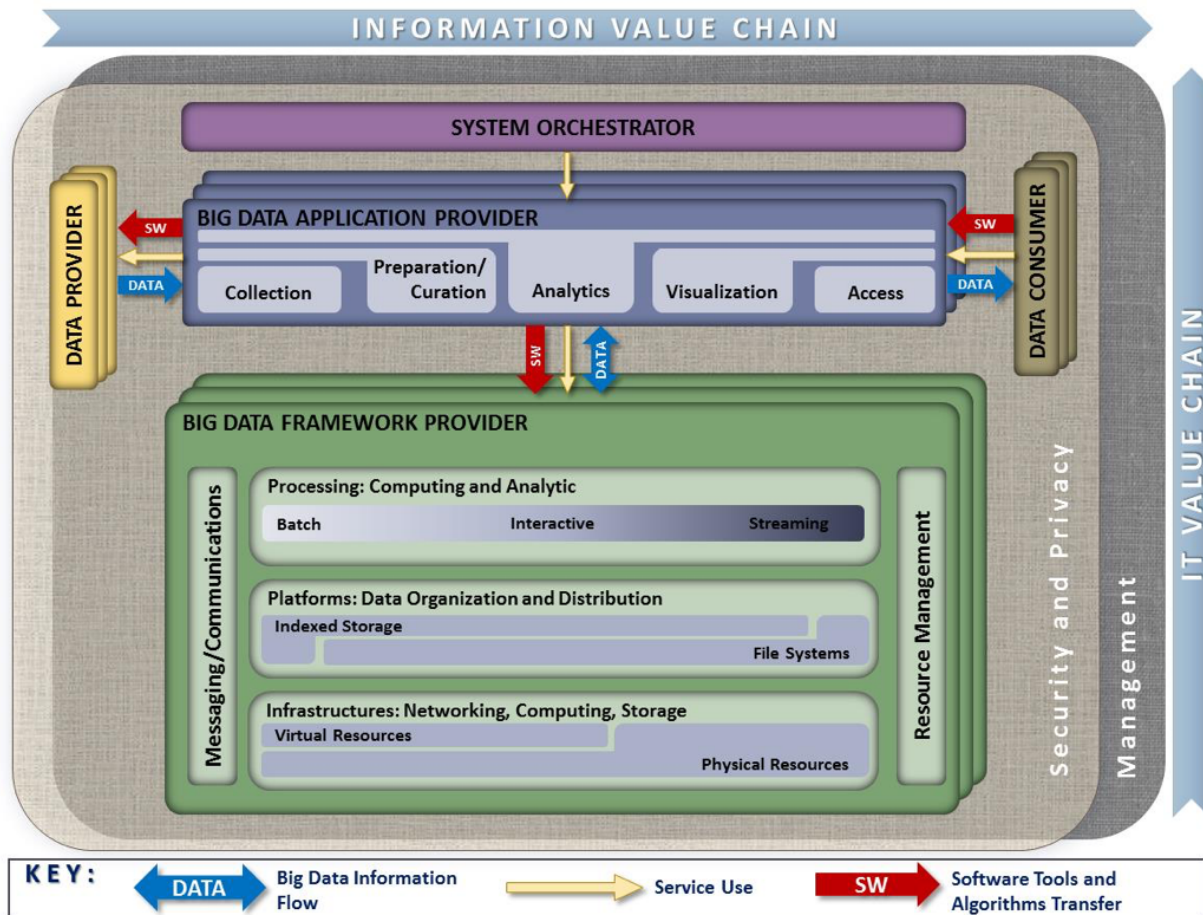 INFORMATION VALUE CHAIN
SYSTEM ORCHESTRATOR
DATA PROVIDER
SW
DATA
BIG DATA APPLICATION PROVIDER
Collection
Preparation/
Curation
Analytics
Visualization
Access
SW
DATA
DATA CONSUMER
SW
DATA
BIG DATA FRAMEWORK PROVIDER
Messaging/Communications
Processing: Computing and Analytic
Batch
Interactive
Streaming
Platforms: Data Organization and Distribution
Indexed Storage
File Systems
Infrastructures: Networking, Computing, Storage
Virtual Resources
Physical Resources
Resource Management
Security and Privacy
Management
IT VALUE CHAIN
KEY:
DATA
Big Data Information
Flow
Service Use
SW
Software Tools and
Algorithms Transfer